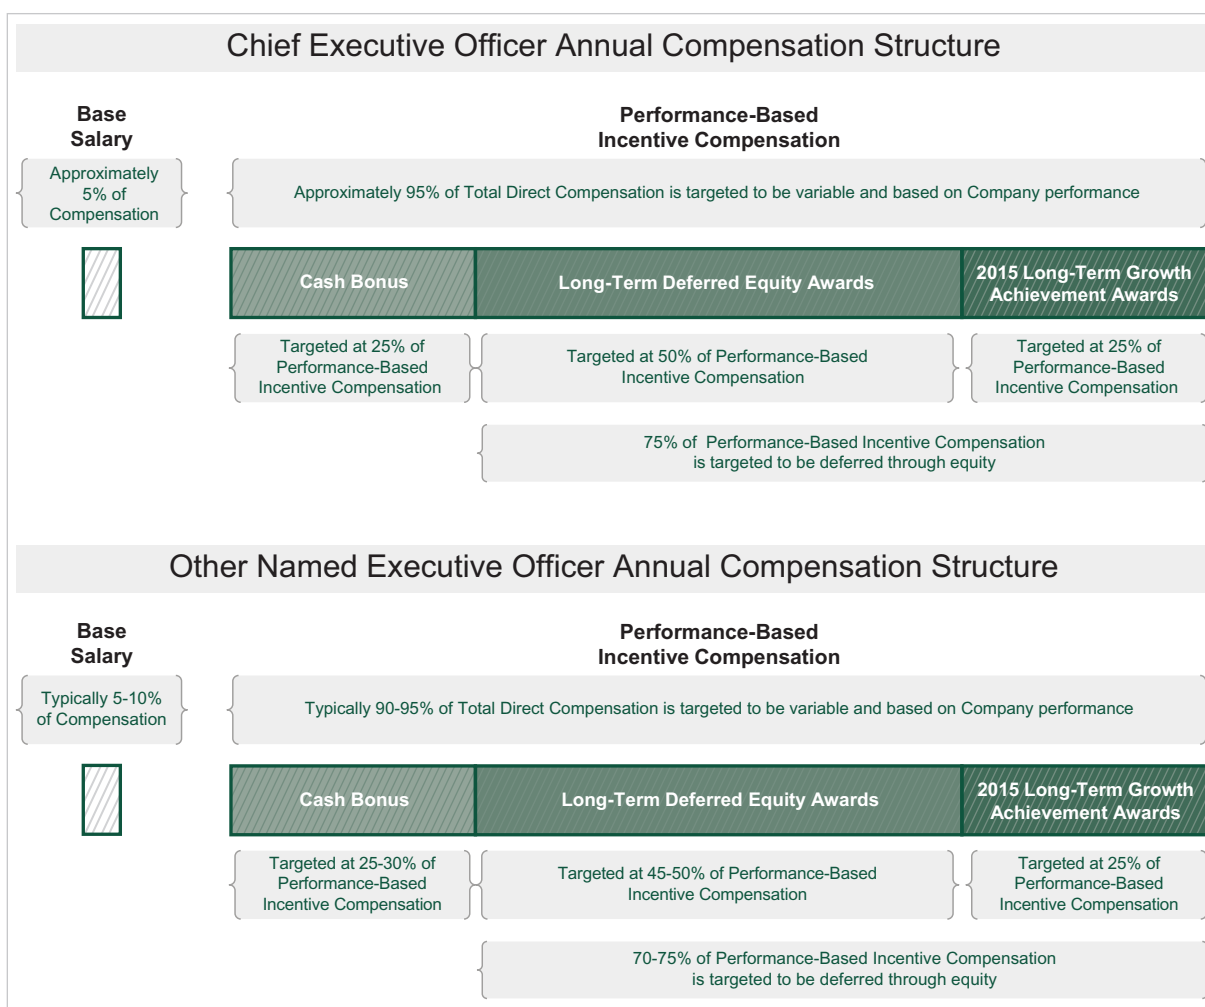 Chief Executive Officer Annual Compensation Structure
Base
Salary
Performance-Based
Incentive Compensation
Approximately
5% of
Compensation
Approximately 95% of Total Direct Compensation is targeted to be variable and based on Company performance
Cash Bonus
Long-Term Deferred Equity Awards
2015 Long-Term Growth
Achievement Awards
Targeted at 25% of
Performance-Based
Incentive Compensation
Targeted at 50% of Performance-Based
Incentive Compensation
Targeted at 25% of
Performance-Based
Incentive Compensation
75% of Performance-Based Incentive Compensation
is targeted to be deferred through equity
Other Named Executive Officer Annual Compensation Structure
Base
Salary
Performance-Based
Incentive Compensation
Typically 5-10%
of Compensation
Typically 90-95% of Total Direct Compensation is targeted to be variable and based on Company performance
Cash Bonus
Long-Term Deferred Equity Awards
2015 Long-Term Growth
Achievement Awards
Targeted at 25-30% of
Performance-Based
Incentive Compensation
Targeted at 45-50% of Performance-Based
Incentive Compensation
Targeted at 25% of
Performance-Based
Incentive Compensation
70-75% of Performance-Based Incentive Compensation
is targeted to be deferred through equity